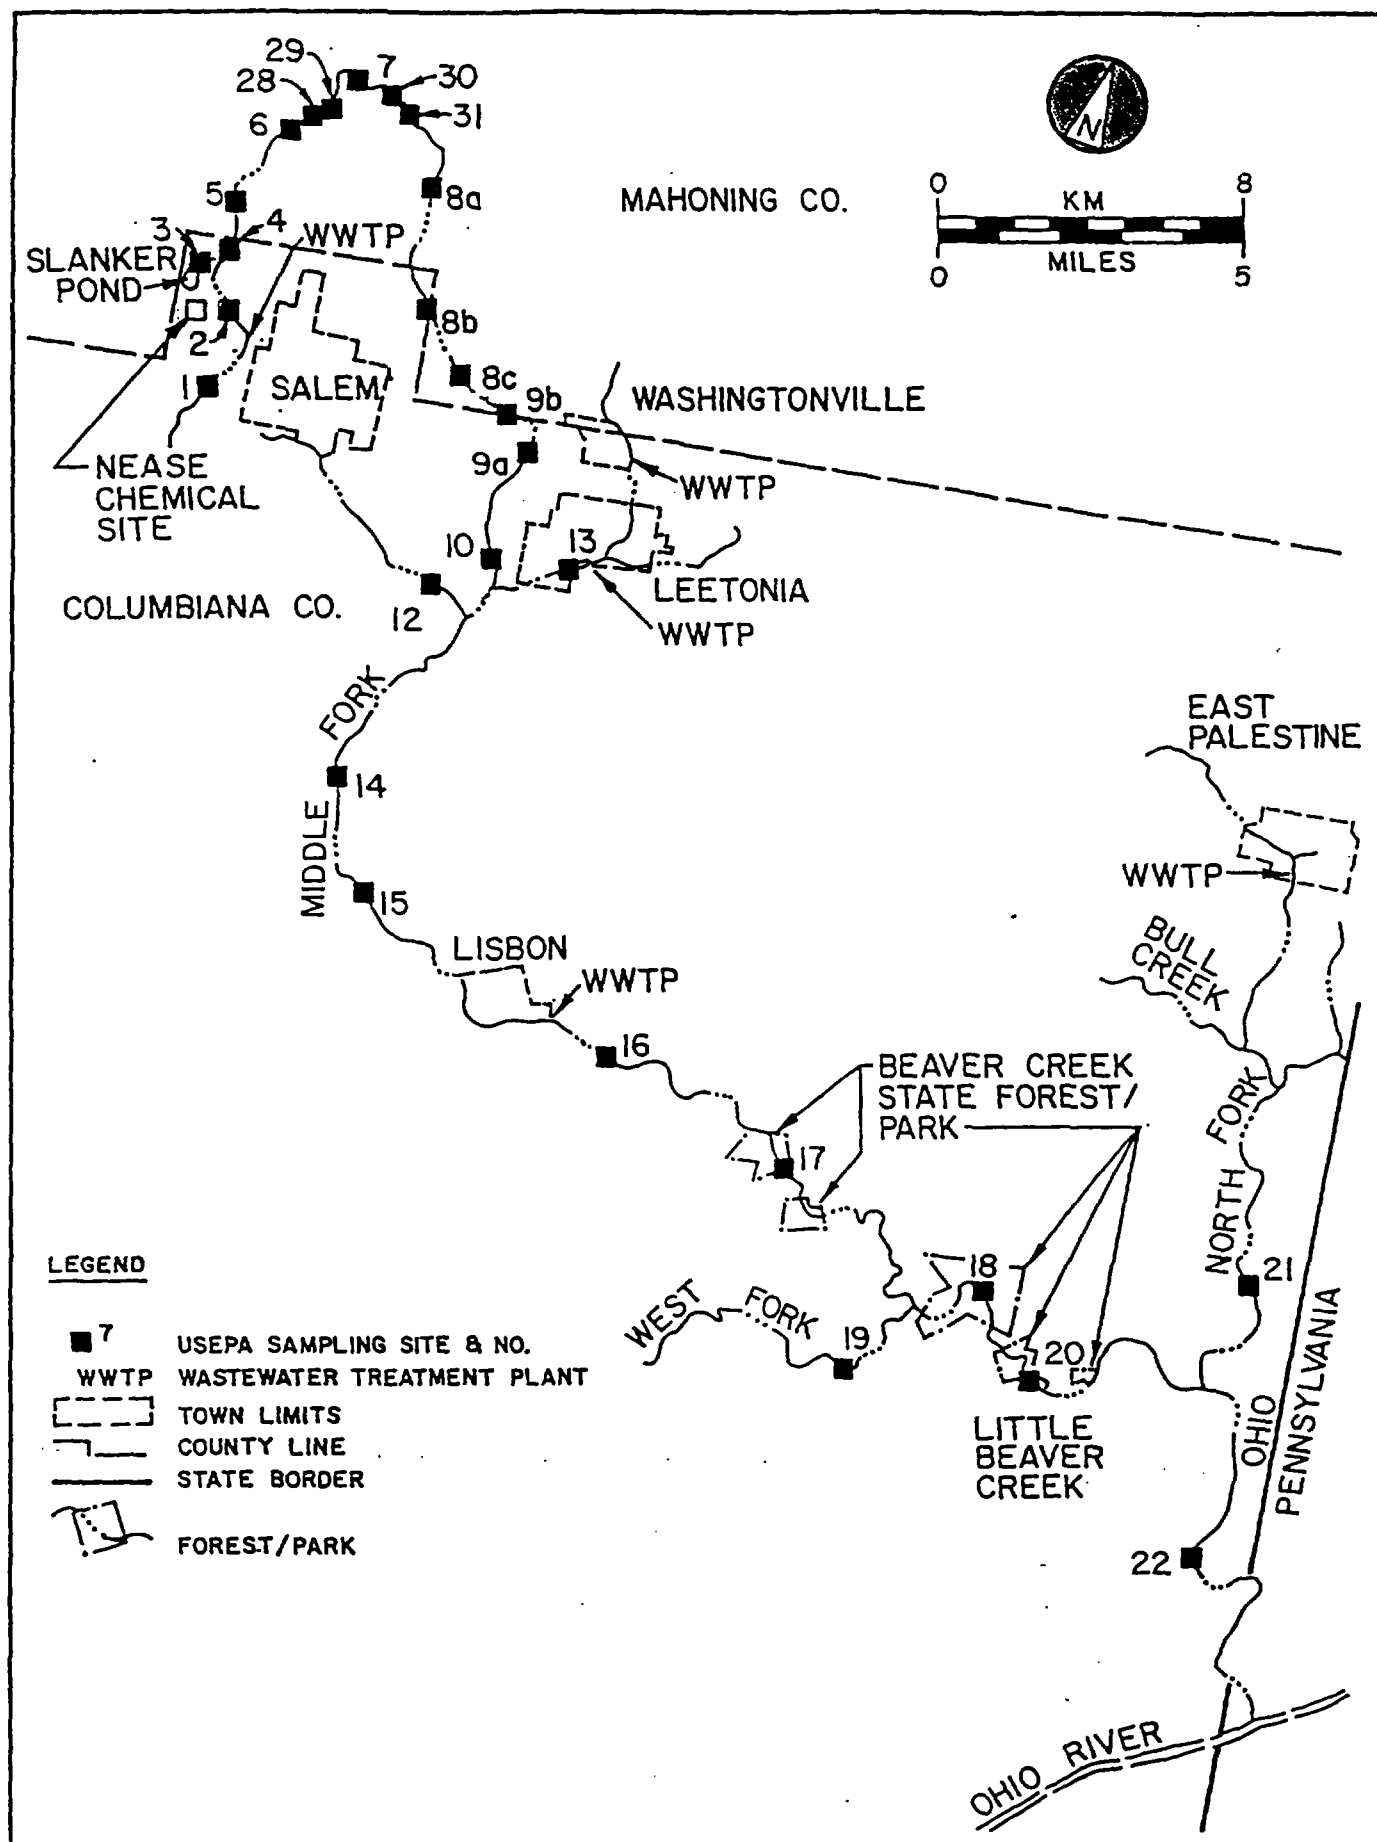 29
28
7
30
31
6
5
8a
MAHONING CO.
N
0
8
KM
MILES
0
5
3
4
WWTP
SLANKER
POND
2
8b
1
SALEM
8c
9b
WASHINGTONVILLE
9a
WWTP
NEASE
CHEMICAL
SITE
10
13
LEETONIA
COLUMBIANA CO.
12
WWTP
FORK
MIDDLE
14
15
EAST
PALESTINE
WWTP
LISBON
WWTP
BULL
CREEK
16
BEAVER CREEK
STATE FOREST/
PARK
17
FORK
NORTH
21
18
WEST
FORK
19
20
LITTLE
BEAVER
CREEK
OHIO
PENNSYLVANIA
22
OHIO RIVER
LEGEND
7
USEPA SAMPLING SITE & NO.
WWTP WASTEWATER TREATMENT PLANT
TOWN LIMITS
COUNTY LINE
STATE BORDER
FOREST/PARK